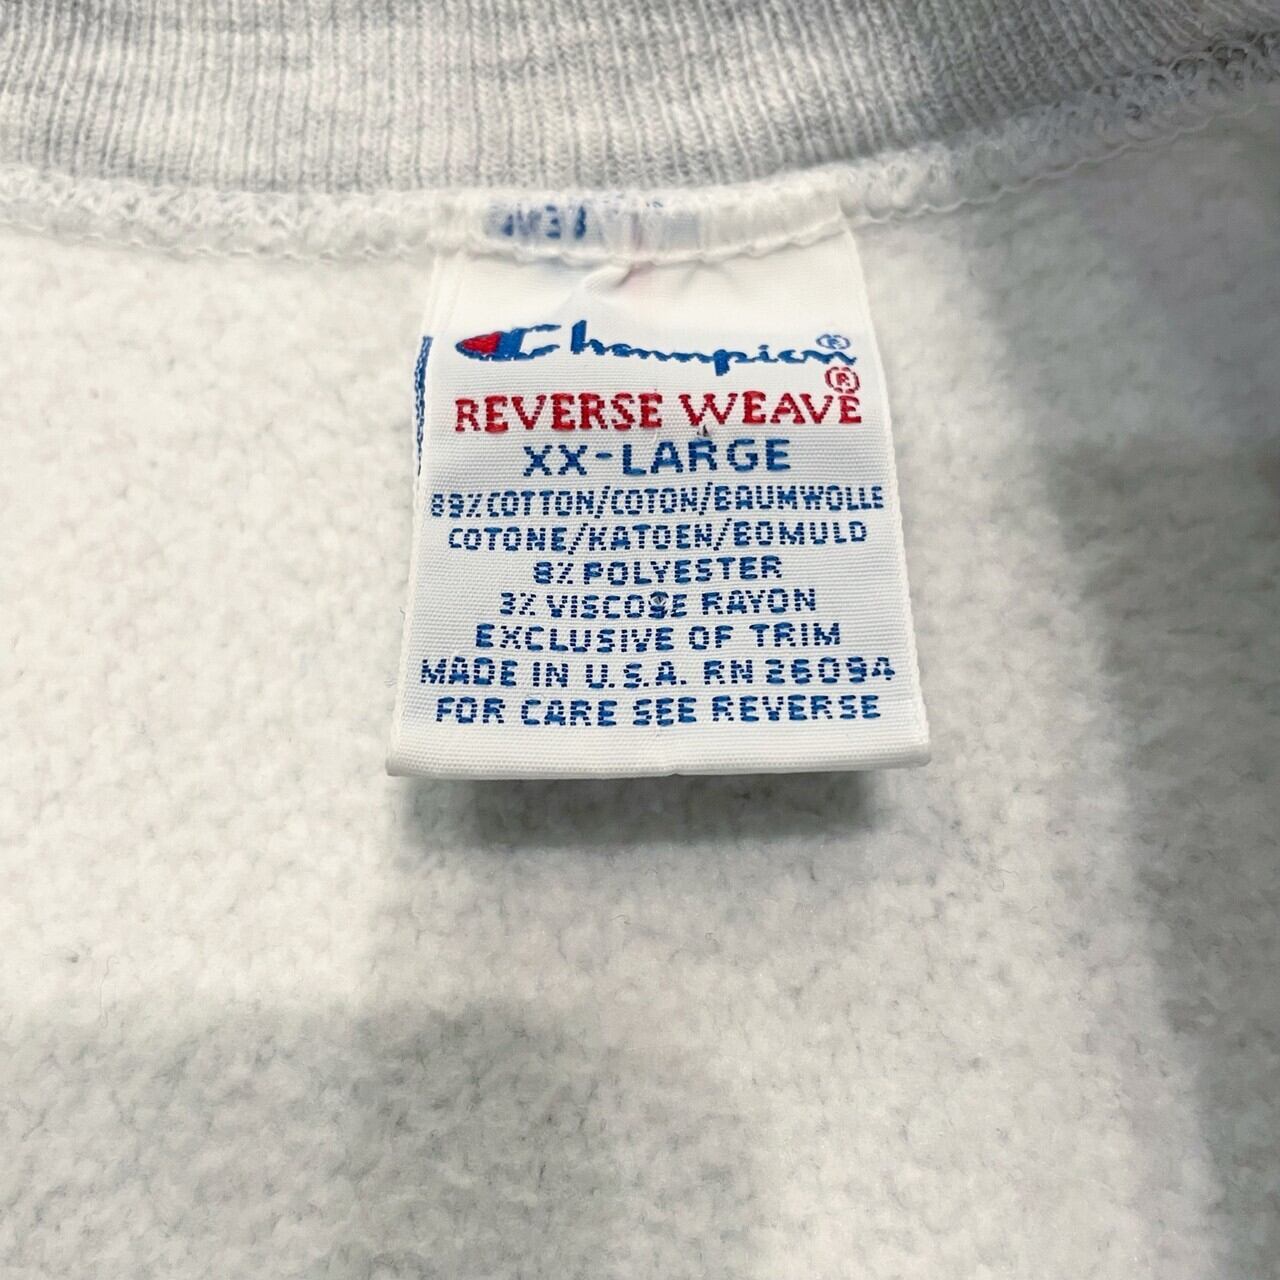 Champion®
REVERSE WEAVE®
XX-LARGE
89% COTTON/COTON/BAUMWOLLE
COTONE/KATOEN/BOMULD
8% POLYESTER
3% VISCOSE RAYON
EXCLUSIVE OF TRIM
MADE IN U.S.A. RN 26094
FOR CARE SEE REVERSE